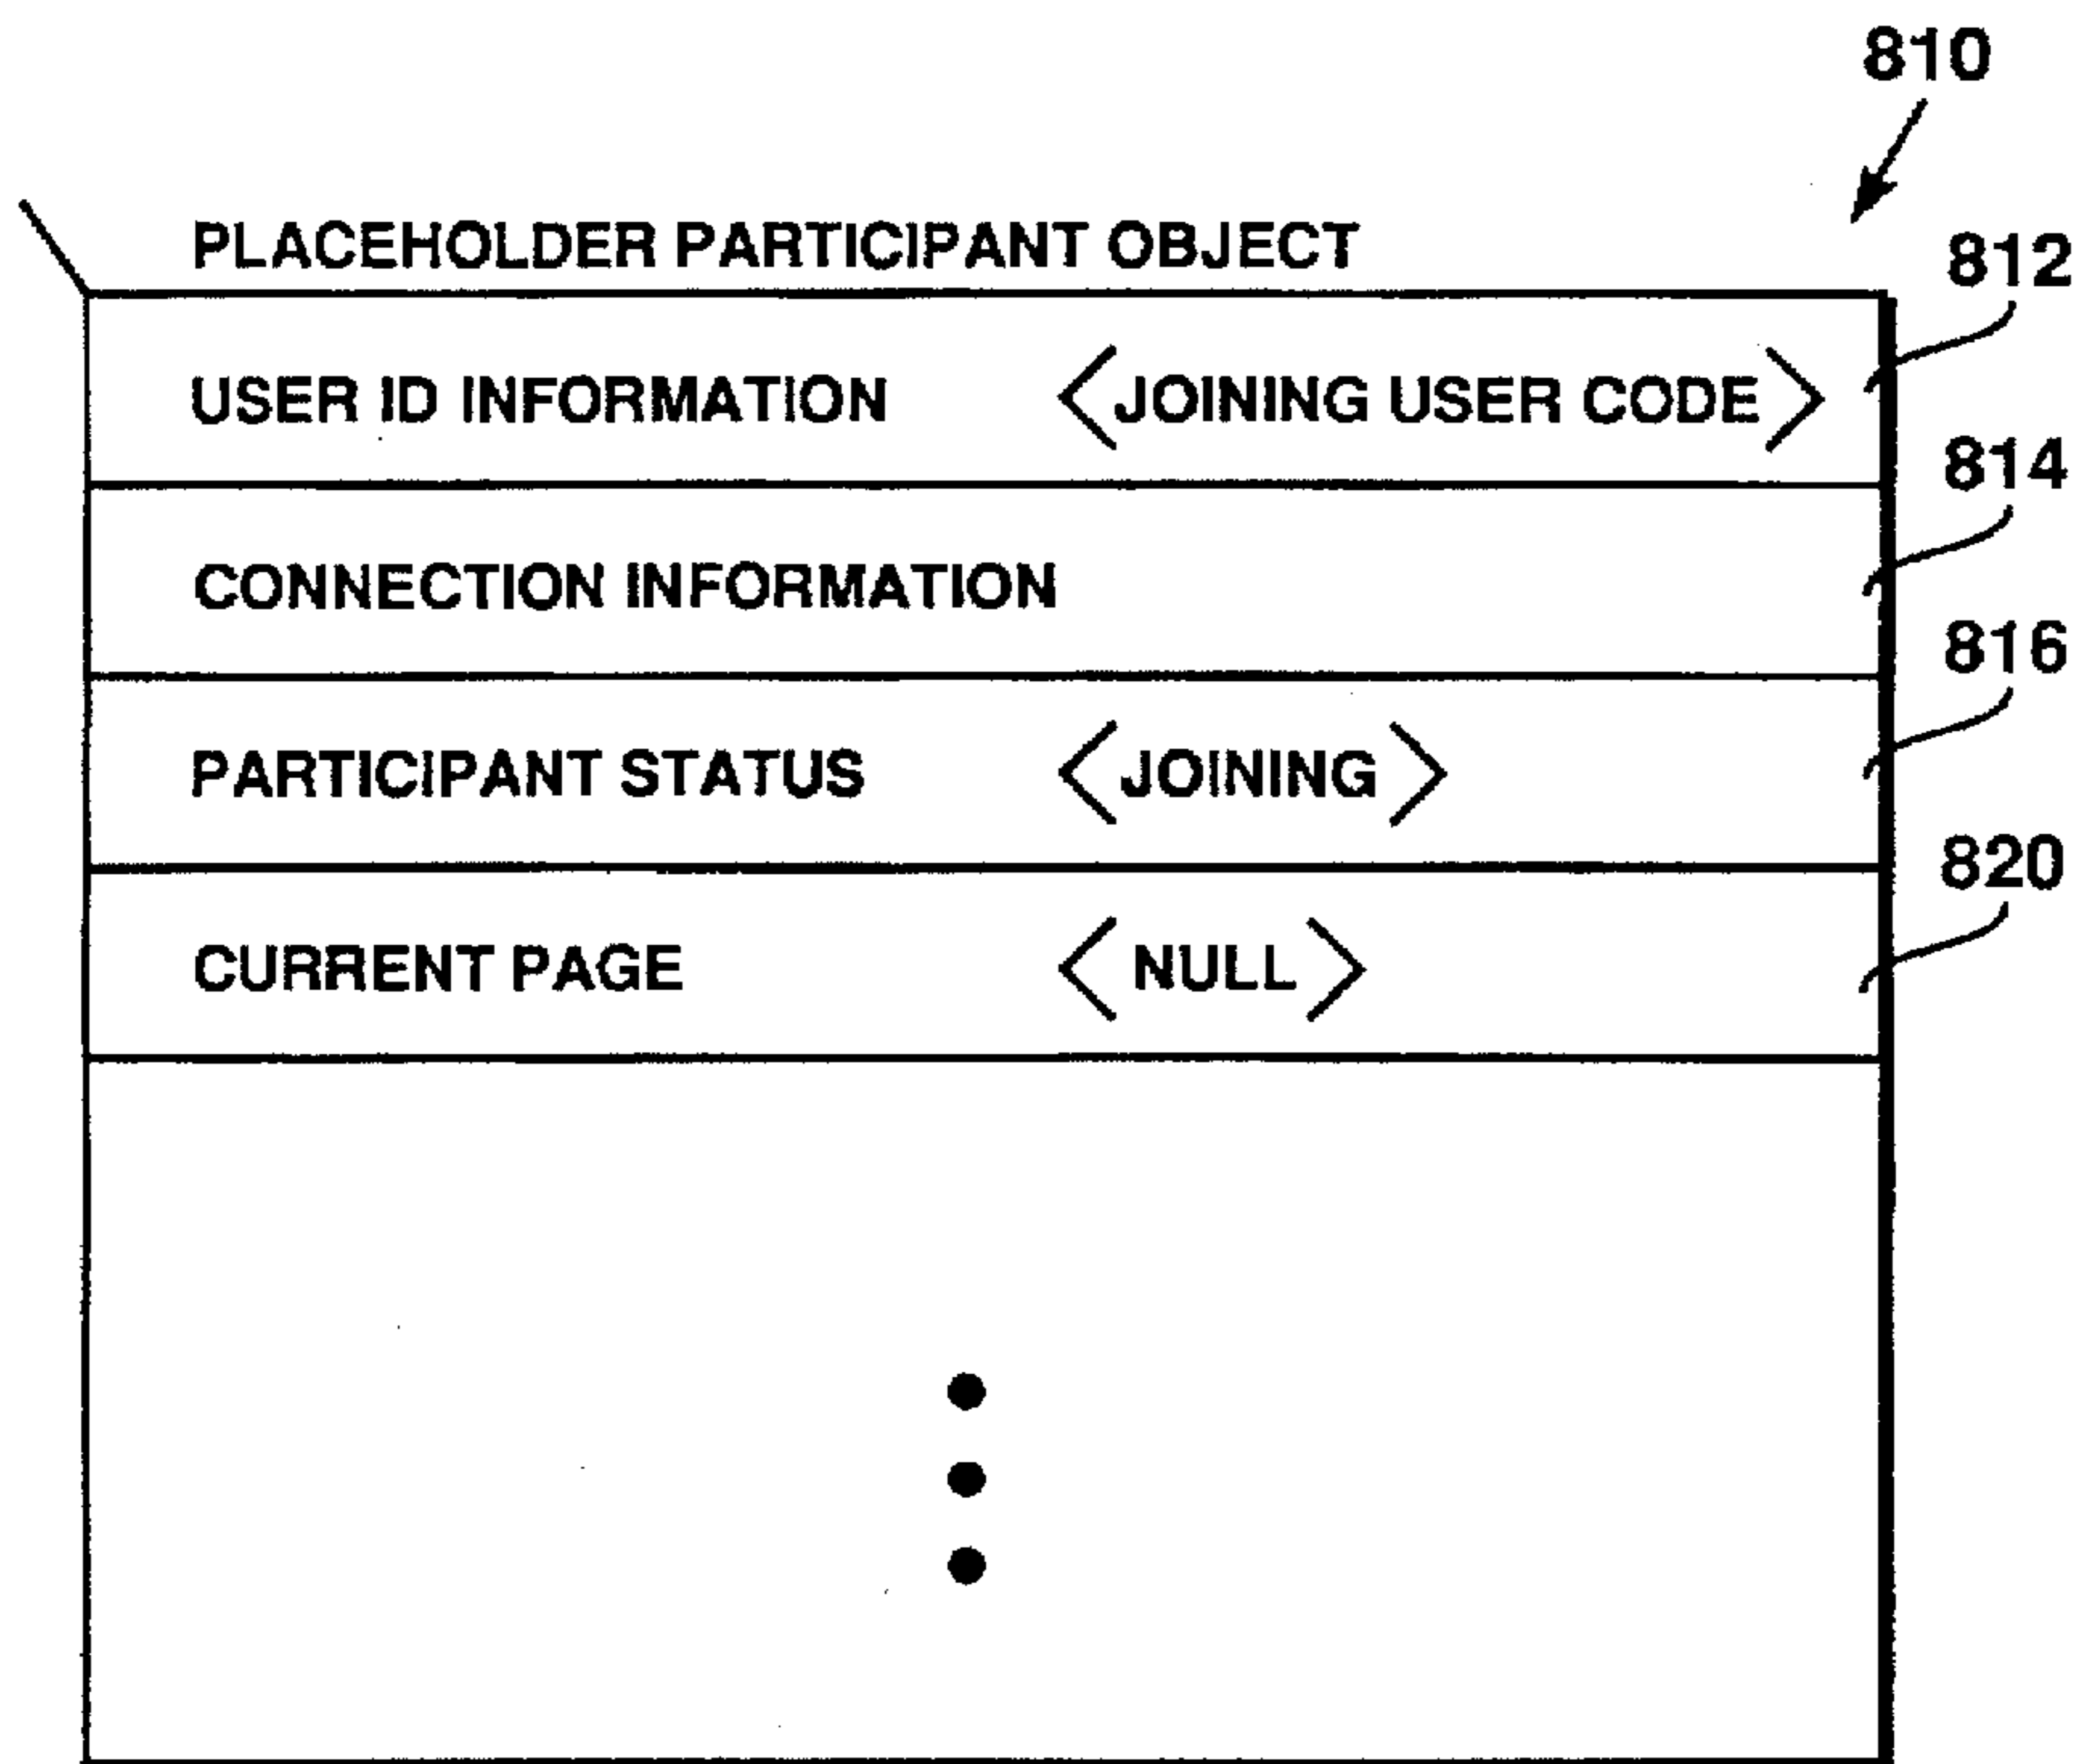 810
PLACEHOLDER PARTICIPANT OBJECT
812
USER ID INFORMATION <JOINING USER CODE>
814
CONNECTION INFORMATION
816
PARTICIPANT STATUS <JOINING>
820
CURRENT PAGE <NULL>